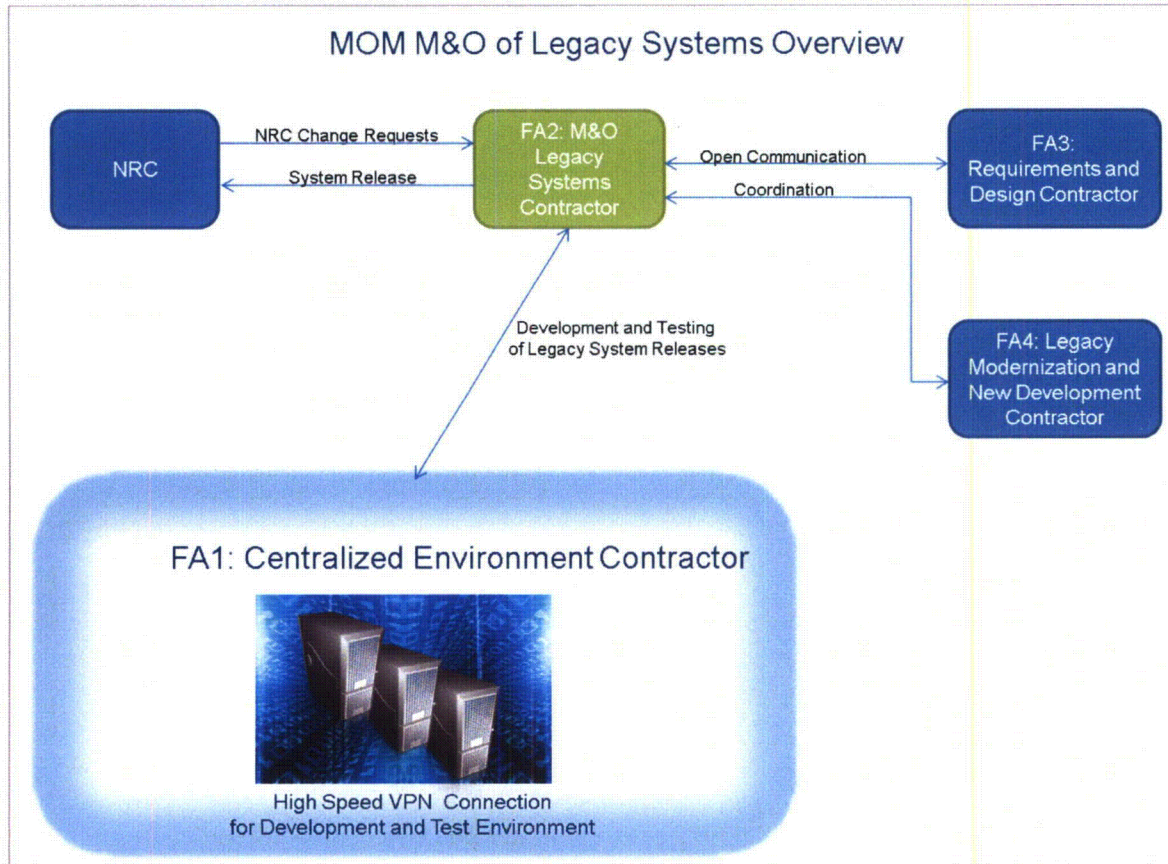 MOM M&O of Legacy Systems Overview
NRC
NRC Change Requests
System Release
FA2: M&O
Legacy
Systems
Contractor
Open Communication
Coordination
FA3:
Requirements and
Design Contractor
FA4: Legacy
Modernization and
New Development
Contractor
Development and Testing
of Legacy System Releases
FA1: Centralized Environment Contractor
High Speed VPN Connection
for Development and Test Environment